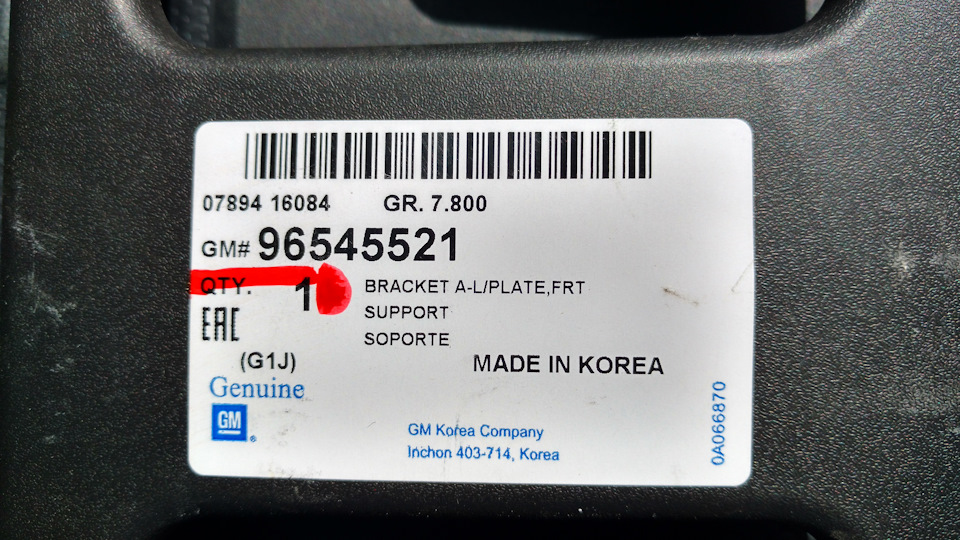 07894 16084 GR. 7.800
GM# 96545521
QTY. 1 BRACKET A-L/PLATE,FRT
SUPPORT
EAC
SOPORTE
(G1J) MADE IN KOREA
Genuine
GM ®
GM Korea Company
Inchon 403-714, Korea
0A066870